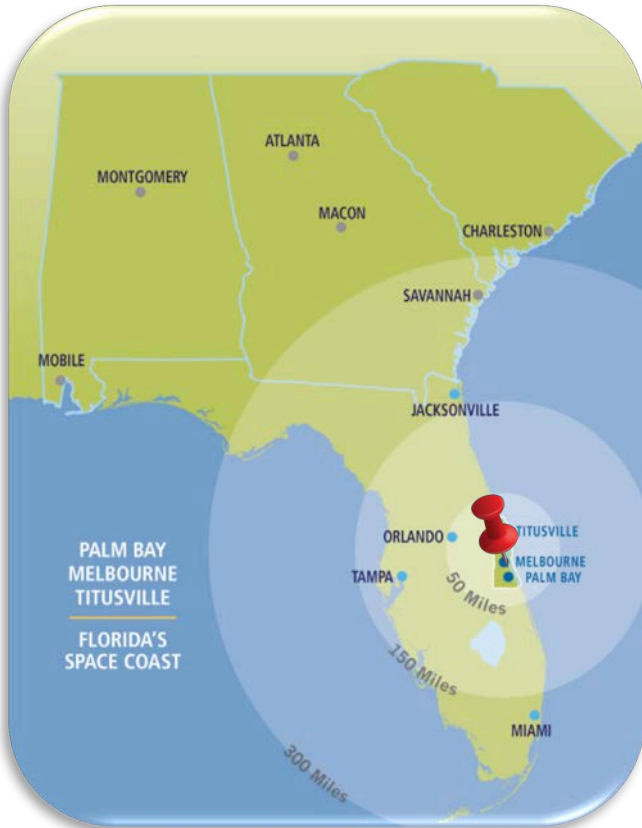 ATLANTA
MONTGOMERY
MACON
CHARLESTON
SAVANNAH
MOBILE
JACKSONVILLE
TITUSVILLE
ORLANDO
MELBOURNE
TAMPA
PALM BAY
50 Miles
PALM BAY
MELBOURNE
TITUSVILLE
FLORIDA'S
SPACE COAST
150 Miles
MIAMI
300 Miles